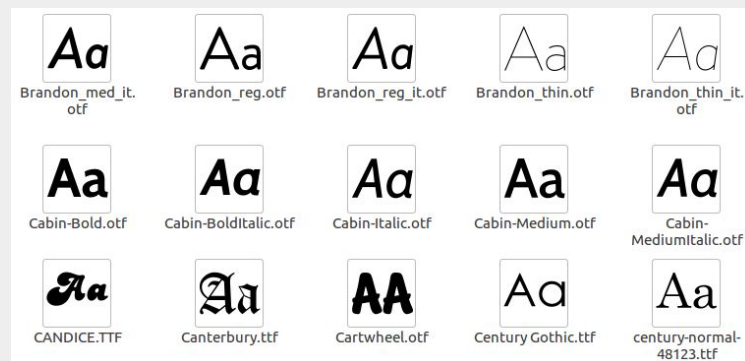 Aa Aa Aa Aa Aa
Brandon_med_it.otf Brandon_reg.otf Brandon_reg_it.otf Brandon_thin.otf Brandon_thin_it.otf
Aa Aa Aa Aa Aa
Cabin-Bold.otf Cabin-BoldItalic.otf Cabin-Italic.otf Cabin-Medium.otf Cabin-MediumItalic.otf
Aa Aa AA Aa Aa
CANDICE.TTF Canterbury.ttf Cartwheel.otf Century Gothic.ttf century-normal-48123.ttf